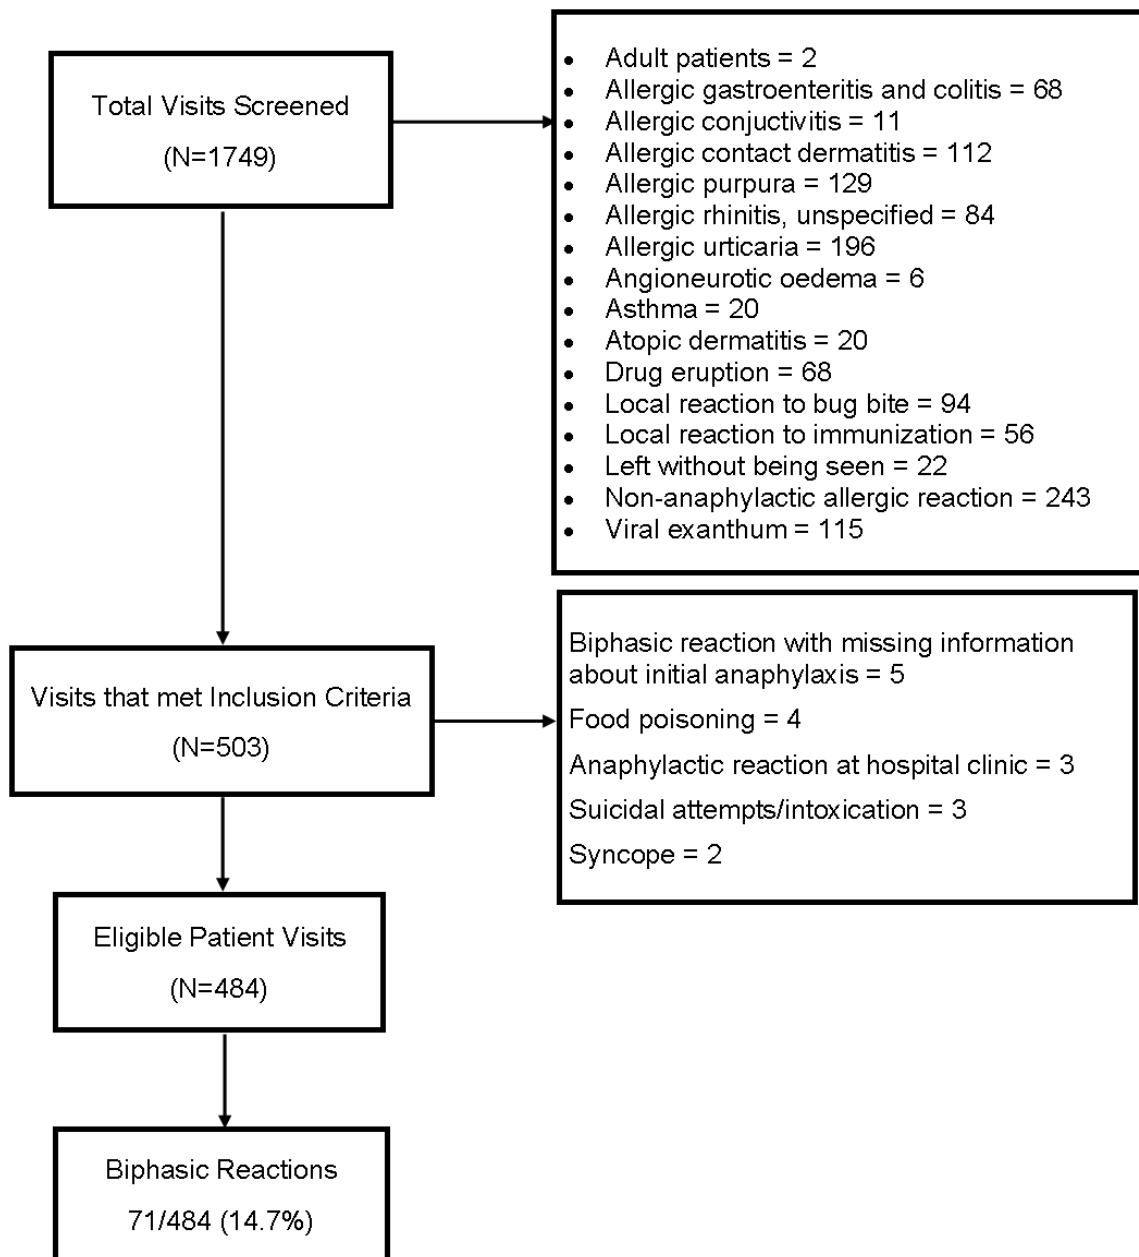 Total Visits Screened
(N=1749)
• Adult patients = 2
• Allergic gastroenteritis and colitis = 68
• Allergic conjuctivitis = 11
• Allergic contact dermatitis = 112
• Allergic purpura = 129
• Allergic rhinitis, unspecified = 84
• Allergic urticaria = 196
• Angioneurotic oedema = 6
• Asthma = 20
• Atopic dermatitis = 20
• Drug eruption = 68
• Local reaction to bug bite = 94
• Local reaction to immunization = 56
• Left without being seen = 22
• Non-anaphylactic allergic reaction = 243
• Viral exanthum = 115
Visits that met Inclusion Criteria
(N=503)
Biphasic reaction with missing information
about initial anaphylaxis = 5
Food poisoning = 4
Anaphylactic reaction at hospital clinic = 3
Suicidal attempts/intoxication = 3
Syncope = 2
Eligible Patient Visits
(N=484)
Biphasic Reactions
71/484 (14.7%)